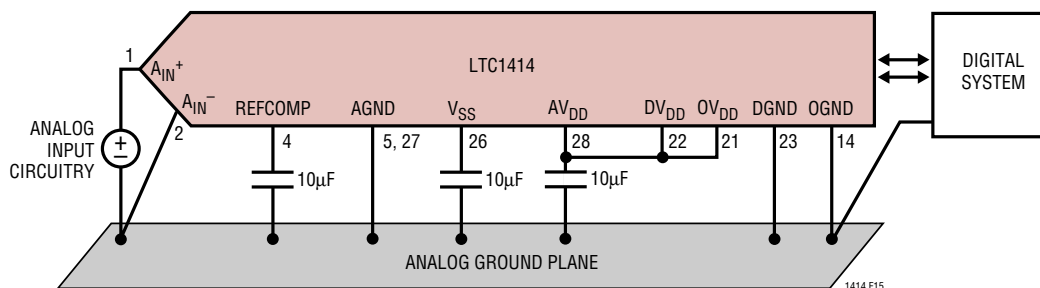 1
A_IN^+
A_IN^–
2
LTC1414
REFCOMP
AGND
V_SS
AV_DD
DV_DD
OV_DD
DGND
OGND
4
5, 27
26
28
22
21
23
14
DIGITAL
SYSTEM
ANALOG
INPUT
CIRCUITRY
+
–
10μF
10μF
10μF
ANALOG GROUND PLANE
1414 F15